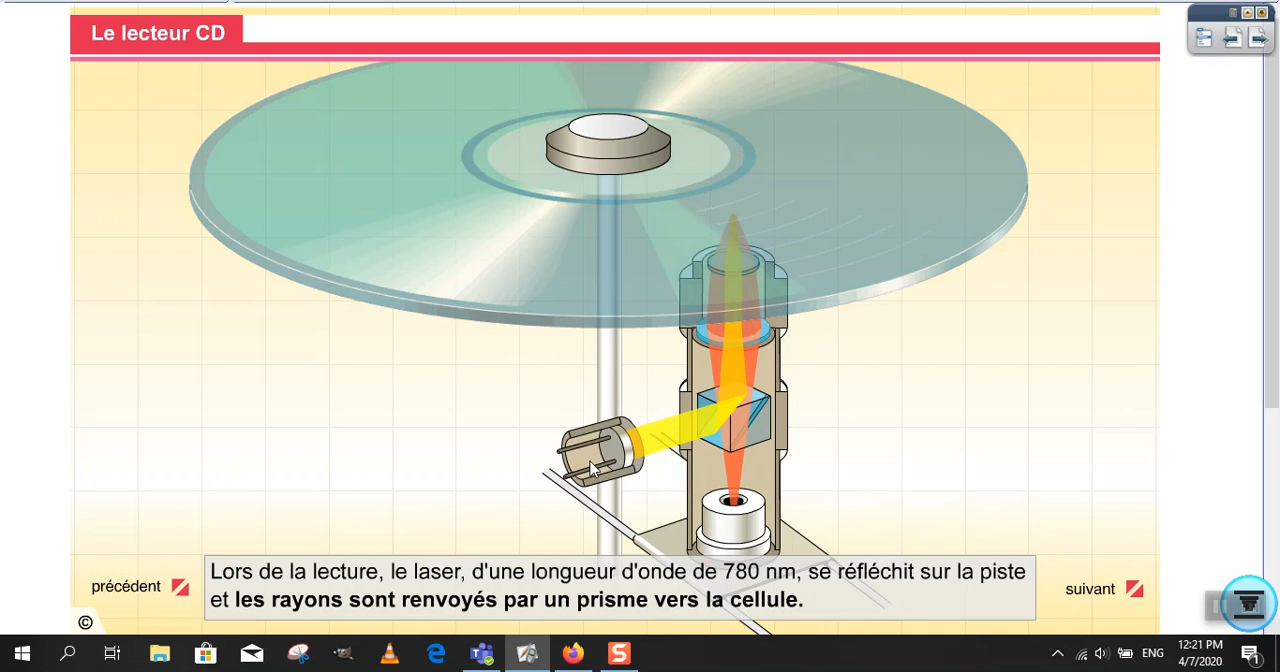 Le lecteur CD
précédent
Lors de la lecture, le laser, d'une longueur d'onde de 780 nm, se réfléchit sur la piste
et les rayons sont renvoyés par un prisme vers la cellule.
suivant
©
ENG
12:21 PM
4/7/2020